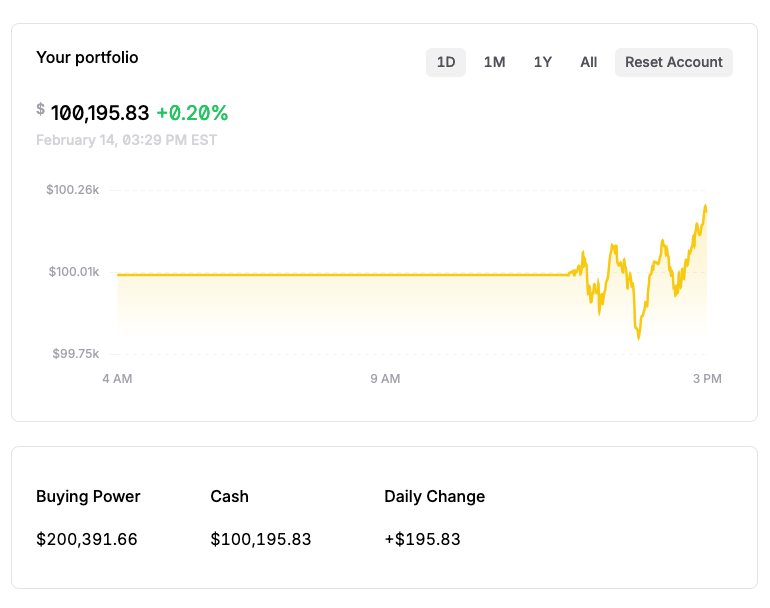 Your portfolio
1D 1M 1Y All Reset Account
$ 100,195.83 +0.20%
February 14, 03:29 PM EST
$100.26k
$100.01k
$99.75k
4 AM 9 AM 3 PM
Buying Power Cash Daily Change
$200,391.66 $100,195.83 +$195.83